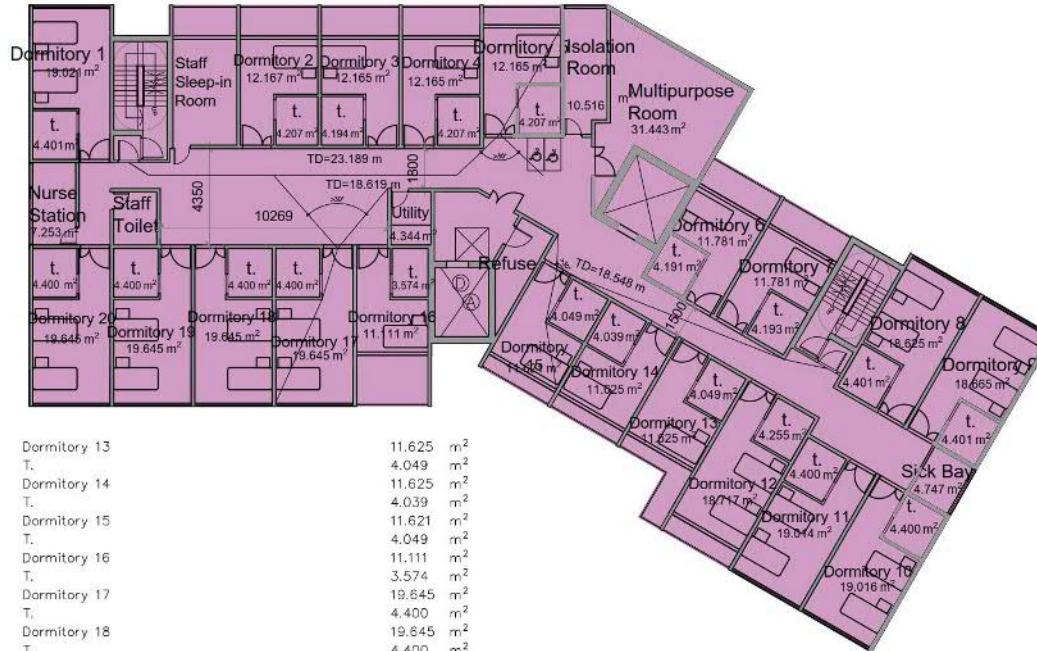 Dormitory 1
19.021 m²
t.
4.401 m²
Staff
Sleep-in
Room
Dormitory 2
12.167 m²
t.
4.207 m²
Dormitory 3
12.165 m²
t.
4.194 m²
Dormitory 4
12.165 m²
t.
4.207 m²
Dormitory
12.165 m²
t.
4.207 m²
Isolation
Room
10.516 m²
Multipurpose
Room
31.443 m²
TD=23.189 m
TD=18.619 m
1800
4350
10269
Nurse
Station
7.253 m²
Staff
Toilet
Utility
4.344 m²
Refuse
D
A
TD=18.548 m
1500
Dormitory 6
11.781 m²
t.
4.191 m²
Dormitory
11.781 m²
t.
4.193 m²
Dormitory 8
18.625 m²
t.
4.401 m²
Dormitory
18.665 m²
t.
4.401 m²
Sick Bay
4.747 m²
t.
4.400 m²
Dormitory 10
19.016 m²
t.
4.400 m²
Dormitory 11
19.014 m²
t.
4.255 m²
Dormitory 12
18.717 m²
t.
4.049 m²
Dormitory 13
11.625 m²
t.
4.039 m²
Dormitory 14
11.625 m²
t.
4.049 m²
Dormitory
15
t.
3.574 m²
Dormitory 16
11.111 m²
t.
4.400 m²
Dormitory 17
19.645 m²
t.
4.400 m²
Dormitory 18
19.645 m²
t.
4.400 m²
Dormitory 19
19.645 m²
t.
4.400 m²
Dormitory 20
19.645 m²
Dormitory 13 11.625 m²
T. 4.049 m²
Dormitory 14 11.625 m²
T. 4.039 m²
Dormitory 15 11.621 m²
T. 4.049 m²
Dormitory 16 11.111 m²
T. 3.574 m²
Dormitory 17 19.645 m²
T. 4.400 m²
Dormitory 18 19.645 m²
T. 4.400 m²